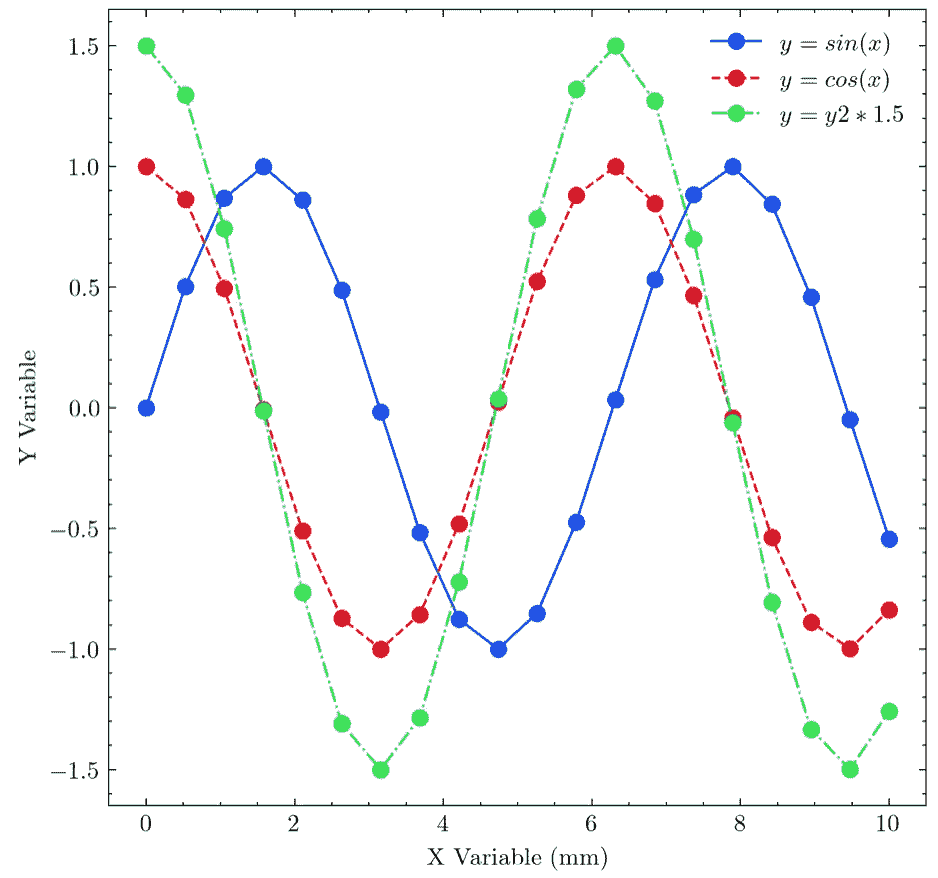 y = sin(x)
y = cos(x)
y = y2 * 1.5
1.5
1.0
0.5
0.0
−0.5
−1.0
−1.5
Y Variable
0 2 4 6 8 10
X Variable (mm)